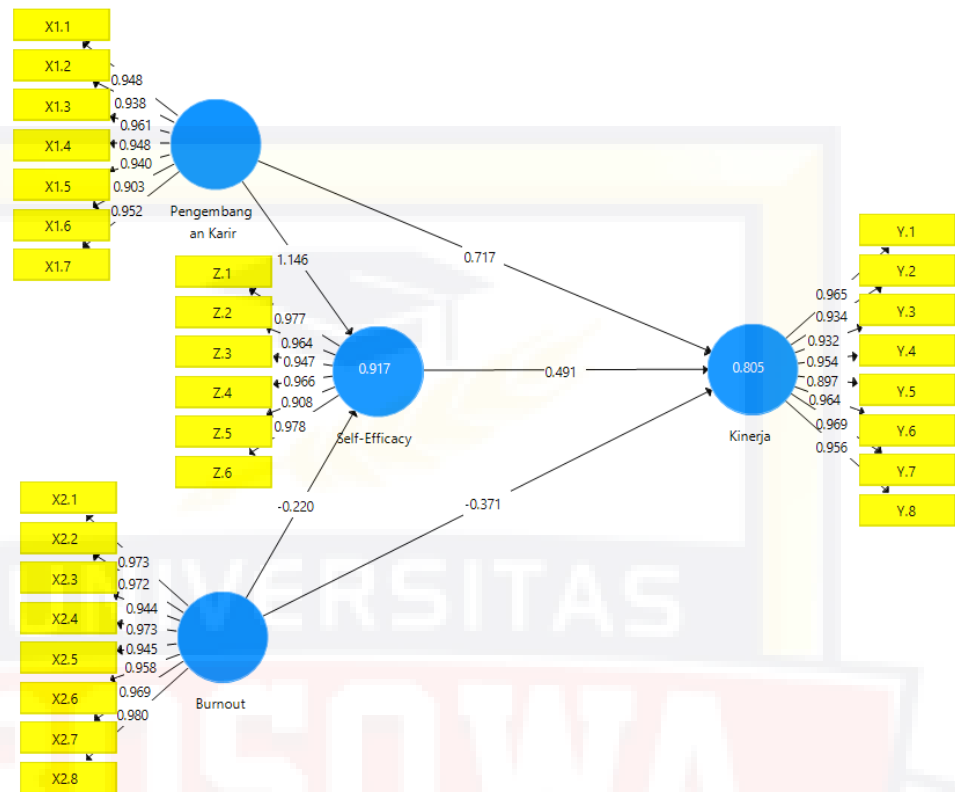 X1.1
X1.2
X1.3
X1.4
X1.5
X1.6
X1.7
0.948
0.938
0.961
0.948
0.940
0.903
0.952
Pengembang
an Karir
1.146
0.717
Z.1
Z.2
Z.3
Z.4
Z.5
Z.6
0.977
0.964
0.947
0.966
0.908
0.978
0.917
Self-Efficacy
0.491
0.805
Kinerja
Y.1
Y.2
Y.3
Y.4
Y.5
Y.6
Y.7
Y.8
0.965
0.934
0.932
0.954
0.897
0.964
0.969
0.956
-0.220
-0.371
X2.1
X2.2
X2.3
X2.4
X2.5
X2.6
X2.7
X2.8
0.973
0.972
0.944
0.973
0.945
0.958
0.969
0.980
Burnout
UNIVERSITAS